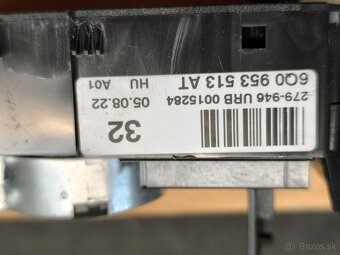 6Q0 953 513 AT
HU A01
279-946 URB 0015284
05.08.22
32
© bazos.sk